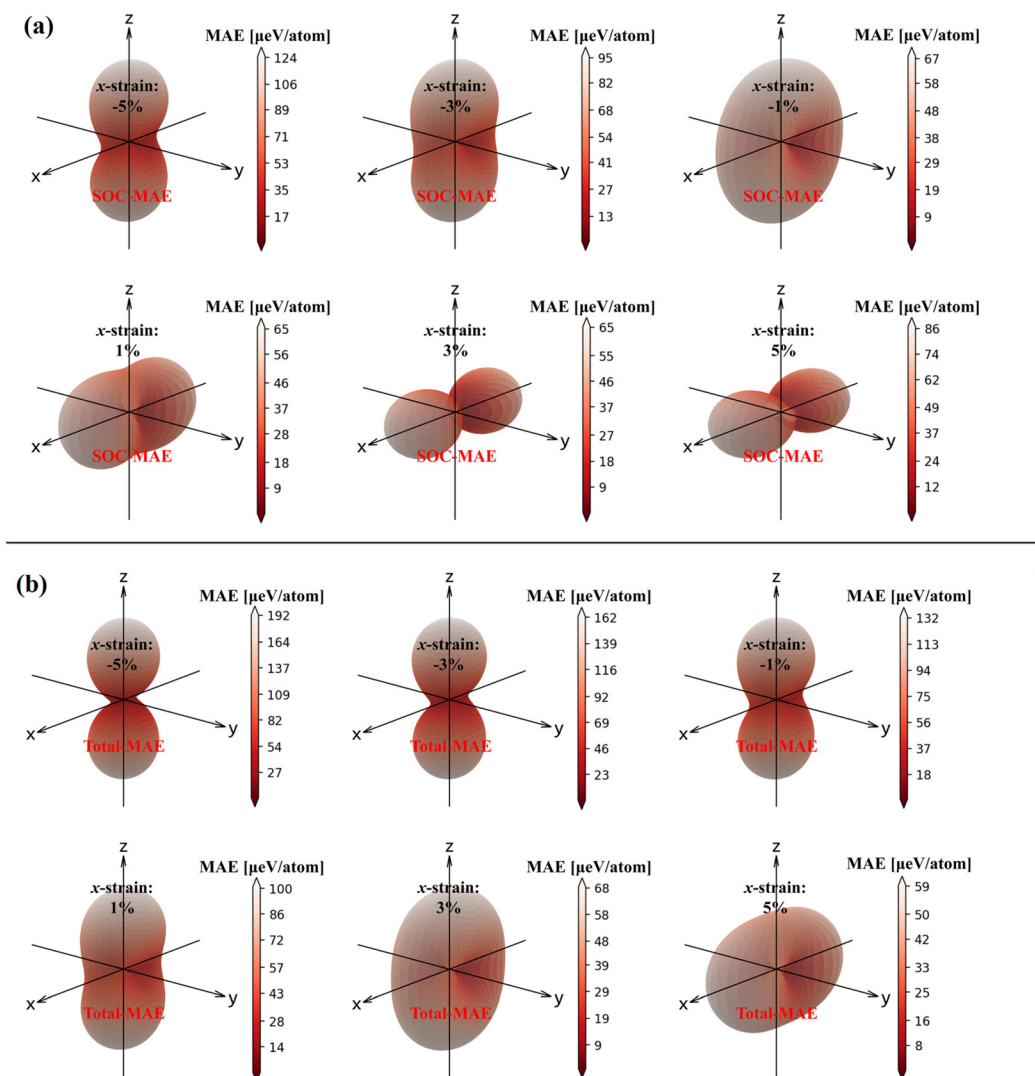 (a)
z
MAE [μeV/atom]
x-strain:
-5%
124
106
89
71
53
35
17
x
y
SOC-MAE
z
MAE [μeV/atom]
x-strain:
-3%
95
82
68
54
41
27
13
x
y
SOC-MAE
z
MAE [μeV/atom]
x-strain:
-1%
67
58
48
38
29
19
9
x
y
SOC-MAE
z
MAE [μeV/atom]
x-strain:
1%
65
56
46
37
28
18
9
x
y
SOC-MAE
z
MAE [μeV/atom]
x-strain:
3%
65
56
46
37
27
18
9
x
y
SOC-MAE
z
MAE [μeV/atom]
x-strain:
5%
86
74
62
49
37
24
12
x
y
SOC-MAE
(b)
z
MAE [μeV/atom]
x-strain:
-5%
192
164
137
109
82
54
27
x
y
Total-MAE
z
MAE [μeV/atom]
x-strain:
-3%
162
139
116
92
69
46
23
x
y
Total-MAE
z
MAE [μeV/atom]
x-strain:
-1%
132
113
94
75
56
37
18
x
y
Total-MAE
z
MAE [μeV/atom]
x-strain:
1%
100
86
72
57
43
28
14
x
y
Total-MAE
z
MAE [μeV/atom]
x-strain:
3%
68
58
48
39
29
19
9
x
y
Total-MAE
z
MAE [μeV/atom]
x-strain:
5%
59
50
42
33
25
16
8
x
y
Total-MAE